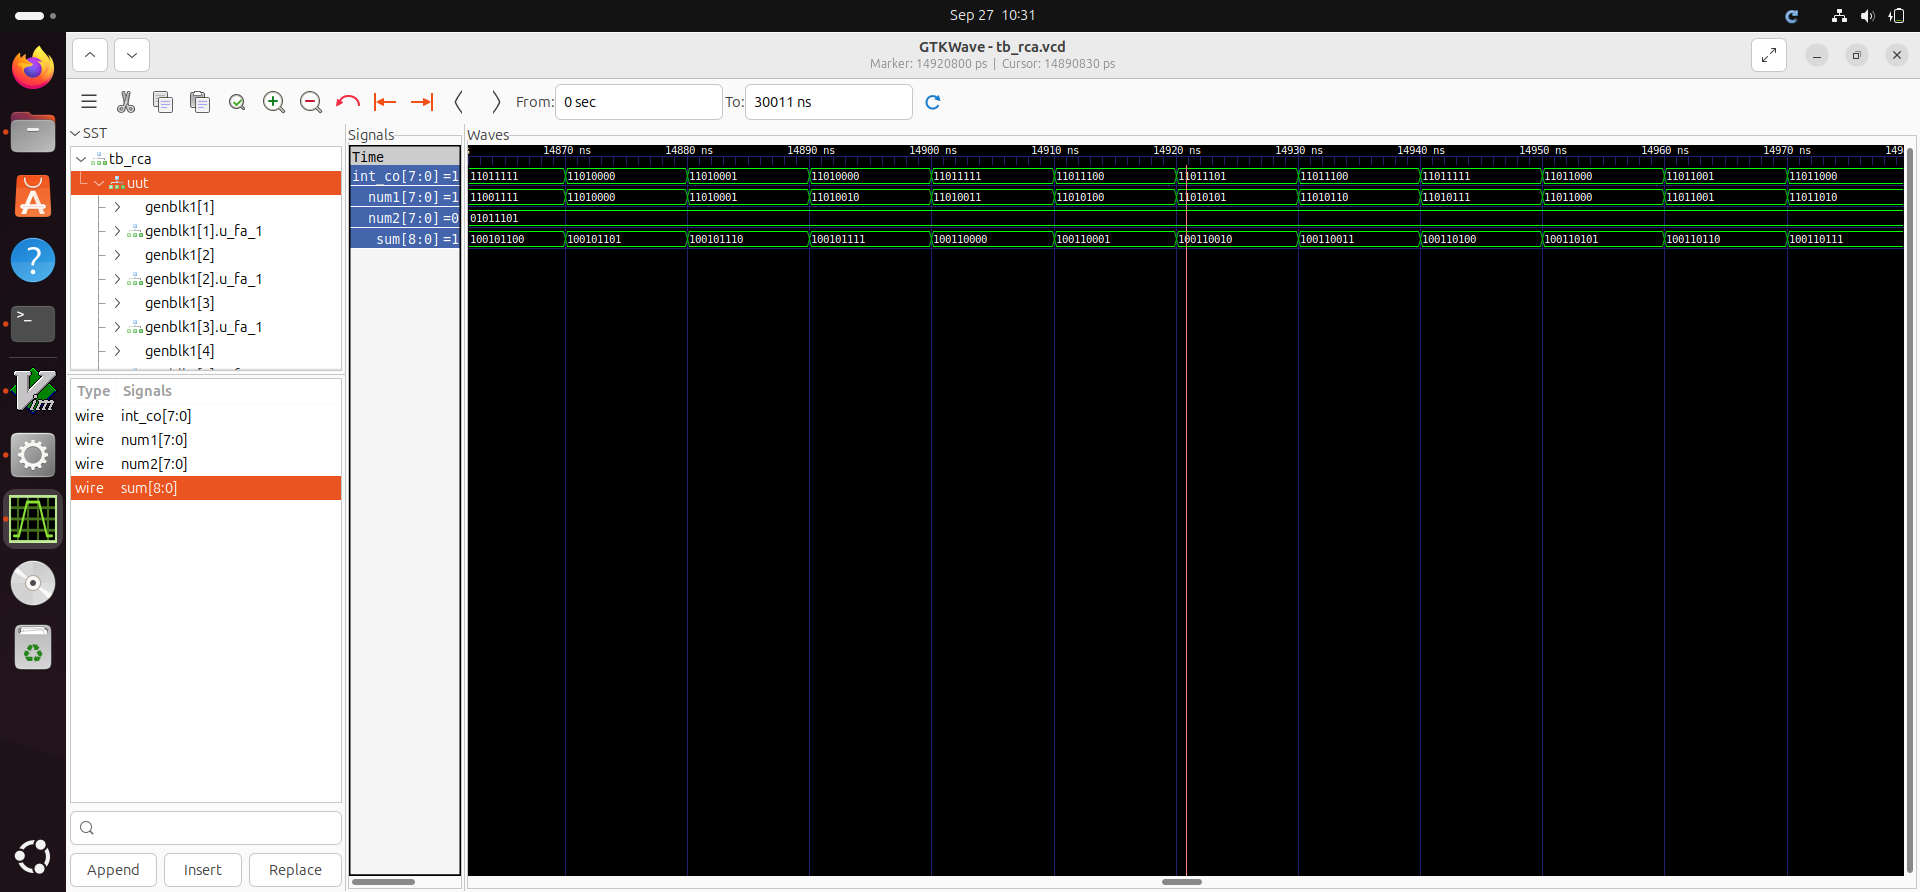 Sep 27 10:31
GTKWave - tb_rca.vcd
Marker: 14920800 ps | Cursor: 14890830 ps
From: 0 sec To: 30011 ns
SST
tb_rca
uut
genblk1[1]
genblk1[1].u_fa_1
genblk1[2]
genblk1[2].u_fa_1
genblk1[3]
genblk1[3].u_fa_1
genblk1[4]
Type Signals
wire int_co[7:0]
wire num1[7:0]
wire num2[7:0]
wire sum[8:0]
Append Insert Replace
Signals
Time
int_co[7:0] =1
num1[7:0] =1
num2[7:0] =0
sum[8:0] =1
Waves
14870 ns 14880 ns 14890 ns 14900 ns 14910 ns 14920 ns 14930 ns 14940 ns 14950 ns 14960 ns 14970 ns 149
11011111 11010000 11010001 11010000 11011111 11011100 11011101 11011100 11011111 11011000 11011001 11011000
11001111 11010000 11010001 11010010 11010011 11010100 11010101 11010110 11010111 11011000 11011001 11011010
01011101
100101100 100101101 100101110 100101111 100110000 100110001 100110010 100110011 100110100 100110101 100110110 100110111